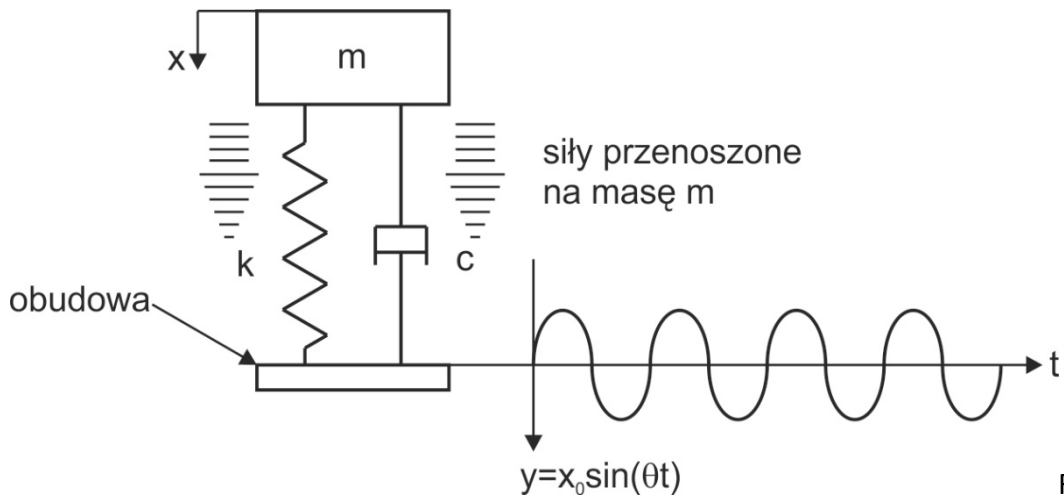 x
m
siły przenoszone
na masę m
k
c
obudowa
t
y=x₀sin(θt)